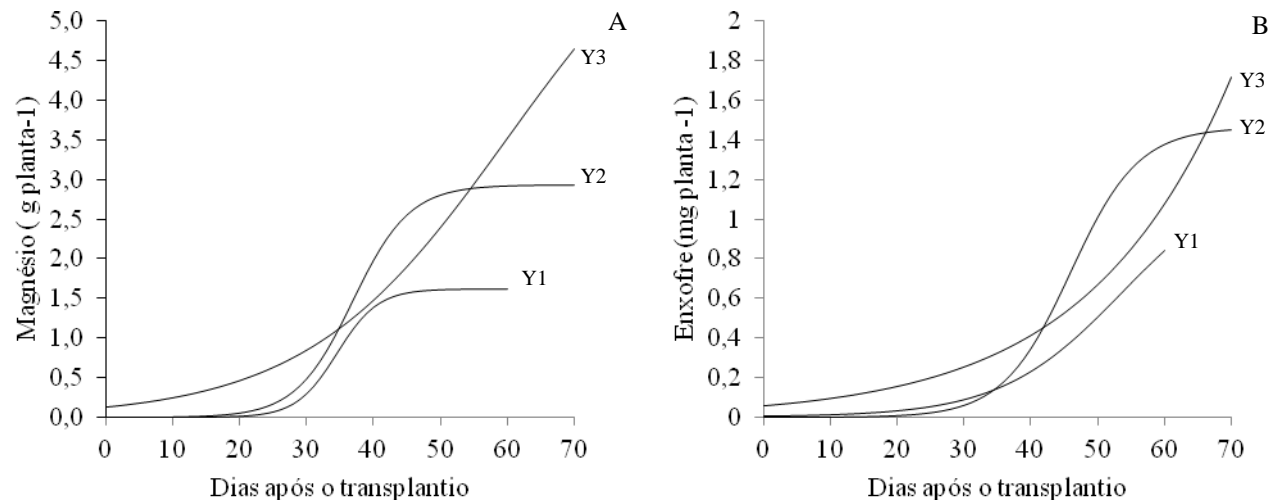 A
5,0
4,5
4,0
3,5
3,0
2,5
2,0
1,5
1,0
0,5
0,0
Magnésio ( g planta-1)
Y3
Y2
Y1
0 10 20 30 40 50 60 70
Dias após o transplantio
B
2
1,8
1,6
1,4
1,2
1
0,8
0,6
0,4
0,2
0
Enxofre (mg planta -1)
Y3
Y2
Y1
0 10 20 30 40 50 60 70
Dias após o transplantio